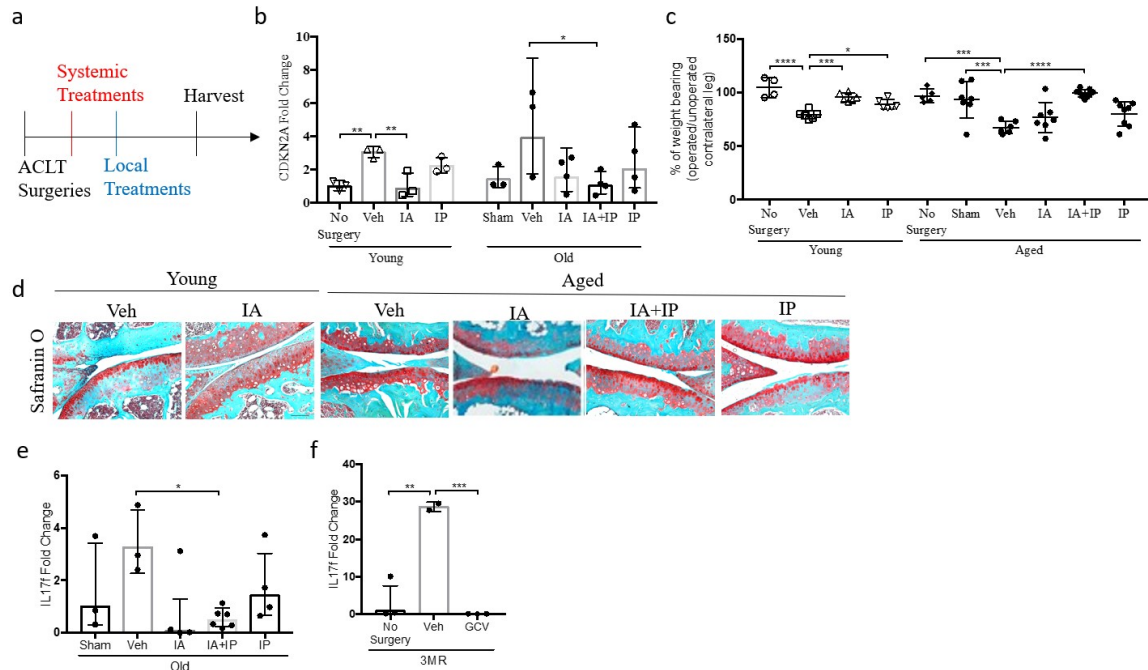 a
Systemic
Treatments
Harvest
ACLT
Surgeries
Local
Treatments
b
CDKN2A Fold Change
10
8
6
4
2
0
*
**
**
No
Surgery
Veh
IA
IP
Sham
Veh
IA
IA+IP
IP
Young
Old
c
% of weight bearing
(operated/unoperated
contralateral leg)
150
100
50
0
****
***
*
***
***
****
No
Surgery
Veh
IA
IP
No
Surgery
Sham
Veh
IA
IA+IP
IP
Young
Aged
d
Young
Aged
Veh
IA
Veh
IA
IA+IP
IP
Safranin O
e
IL17f Fold Change
6
4
2
0
*
Sham
Veh
IA
IA+IP
IP
Old
f
IL17f Fold Change
40
30
20
10
0
**
***
No
Surgery
Veh
GCV
3MR